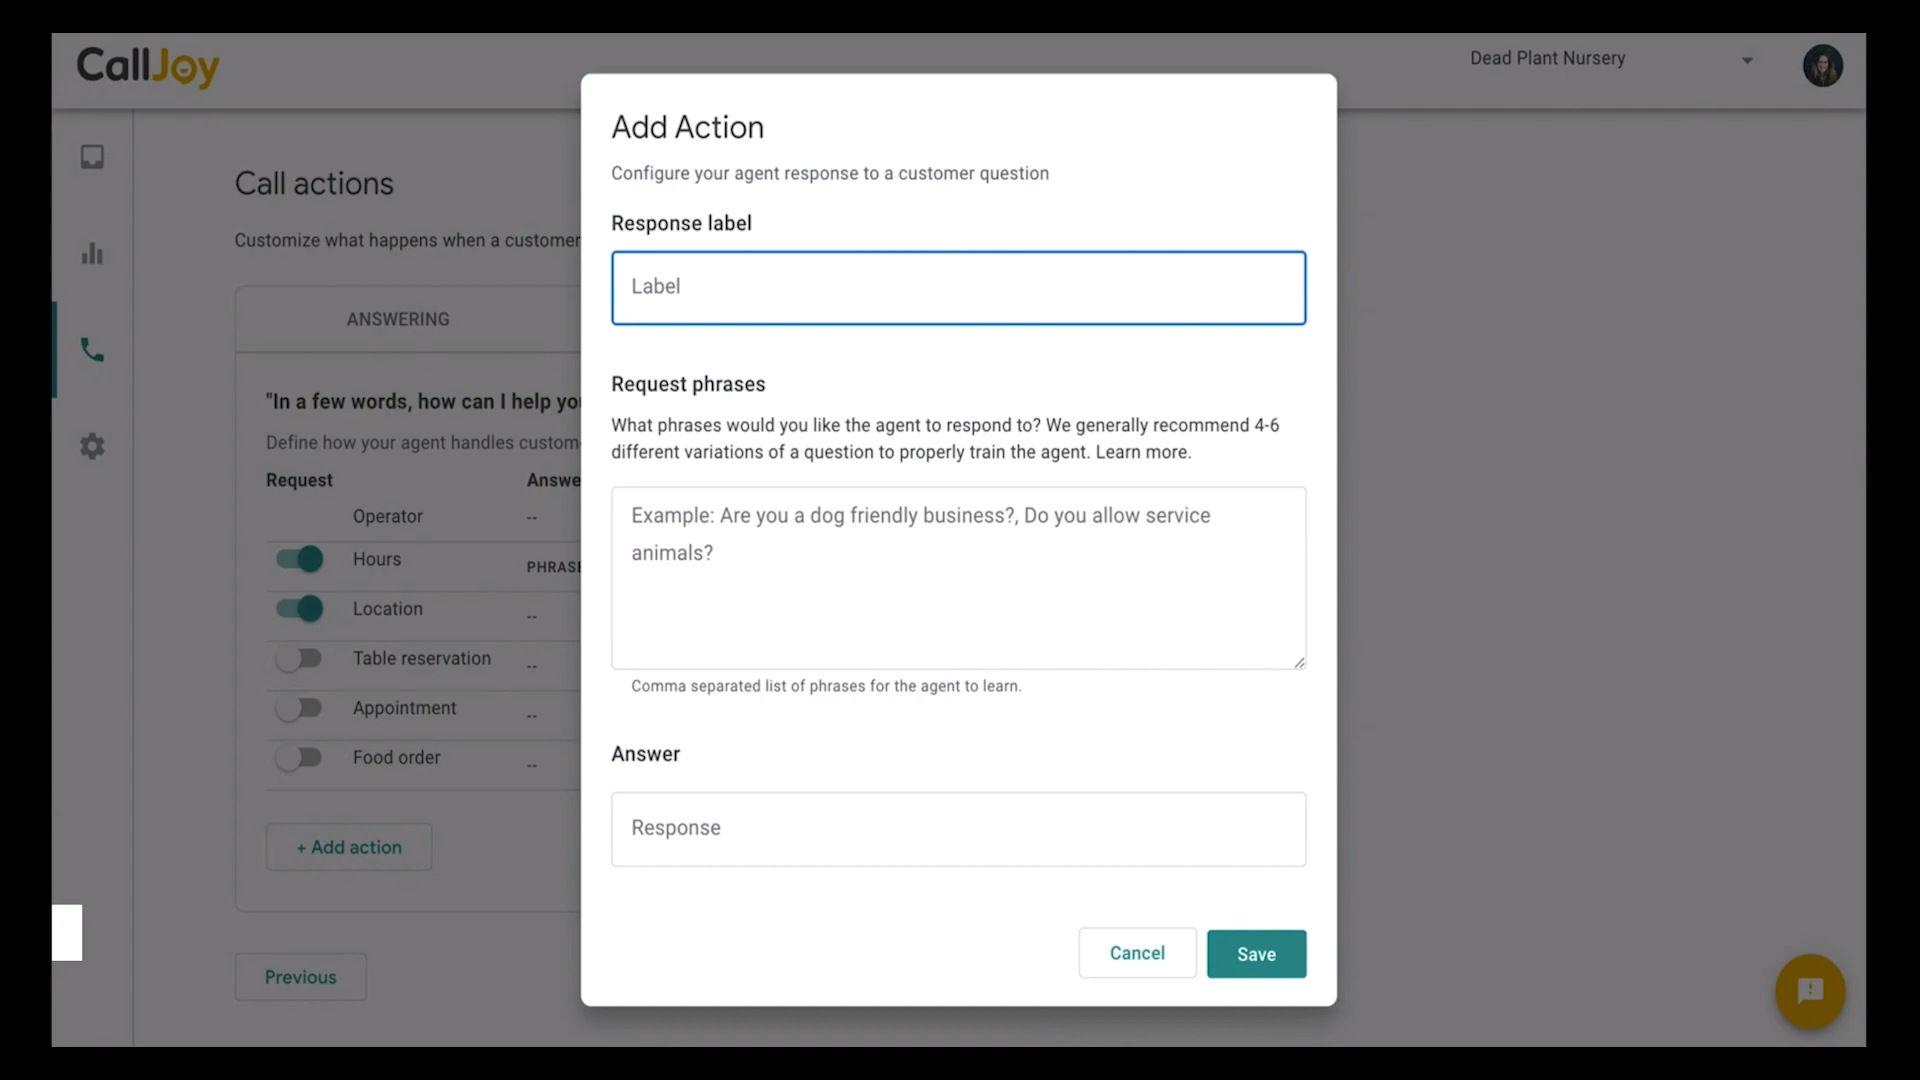 CallJoy
Dead Plant Nursery
Call actions
Customize what happens when a customer
ANSWERING
"In a few words, how can I help you
Define how your agent handles custom
Request Answe
Operator --
Hours PHRASE
Location --
Table reservation --
Appointment --
Food order --
+ Add action
Previous
Add Action
Configure your agent response to a customer question
Response label
Label
Request phrases
What phrases would you like the agent to respond to? We generally recommend 4-6
different variations of a question to properly train the agent. Learn more.
Example: Are you a dog friendly business?, Do you allow service
animals?
Comma separated list of phrases for the agent to learn.
Answer
Response
Cancel Save